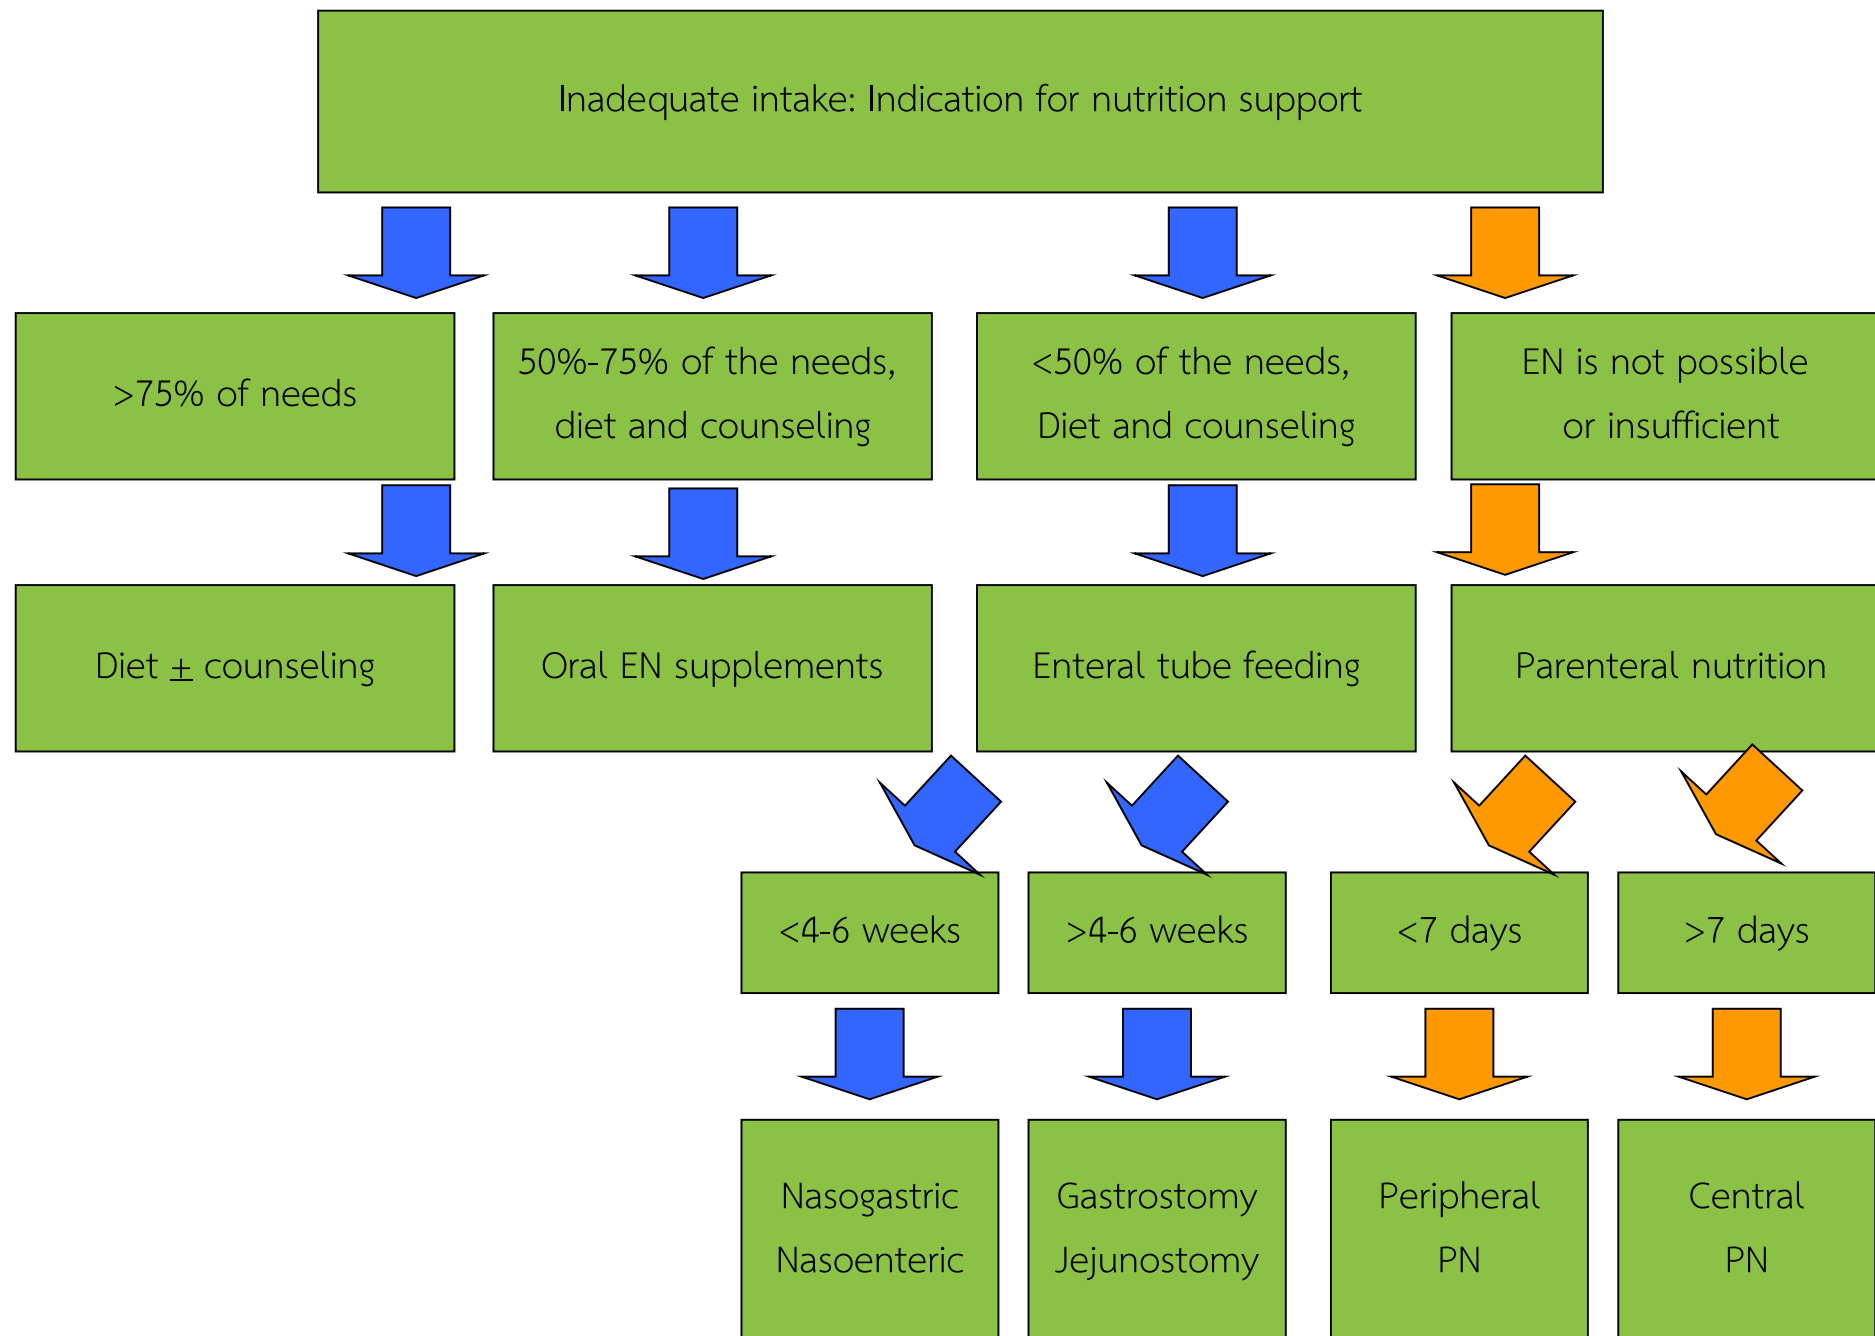 Inadequate intake: Indication for nutrition support
>75% of needs
50%-75% of the needs,
diet and counseling
<50% of the needs,
Diet and counseling
EN is not possible
or insufficient
Diet ± counseling
Oral EN supplements
Enteral tube feeding
Parenteral nutrition
<4-6 weeks
>4-6 weeks
<7 days
>7 days
Nasogastric
Nasoenteric
Gastrostomy
Jejunostomy
Peripheral
PN
Central
PN